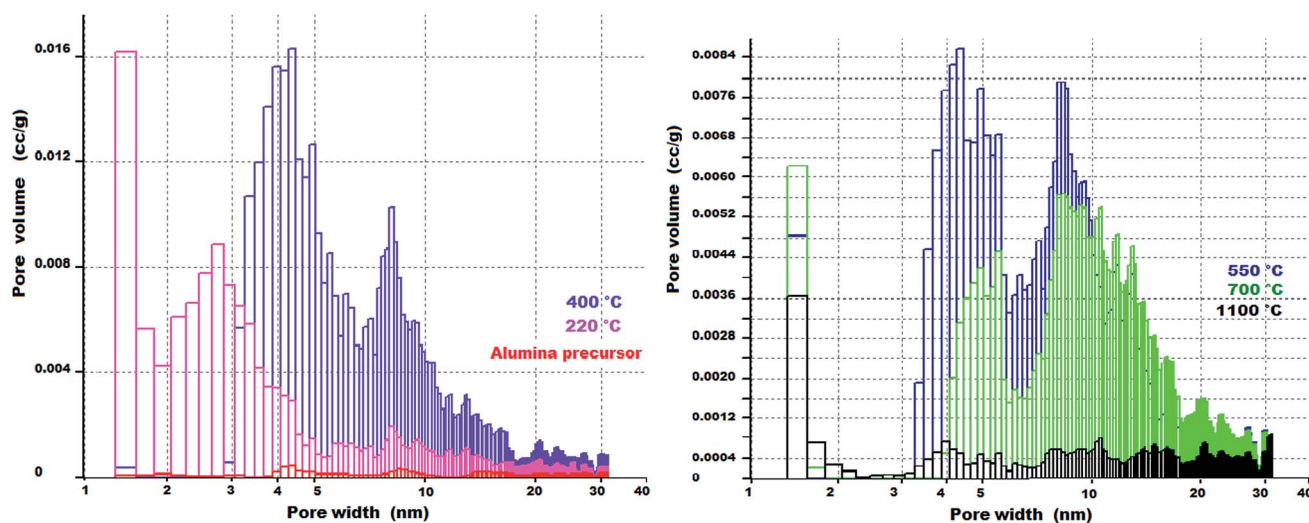 0.016
0.012
0.008
0.004
0
Pore volume (cc/g)
400 °C
220 °C
Alumina precursor
1 2 3 4 5 10 20 30 40
Pore width (nm)
0.0084
0.0076
0.0068
0.0060
0.0052
0.0044
0.0036
0.0028
0.0020
0.0012
0.0004
0
Pore volume (cc/g)
550 °C
700 °C
1100 °C
1 2 3 4 5 10 20 30 40
Pore width (nm)